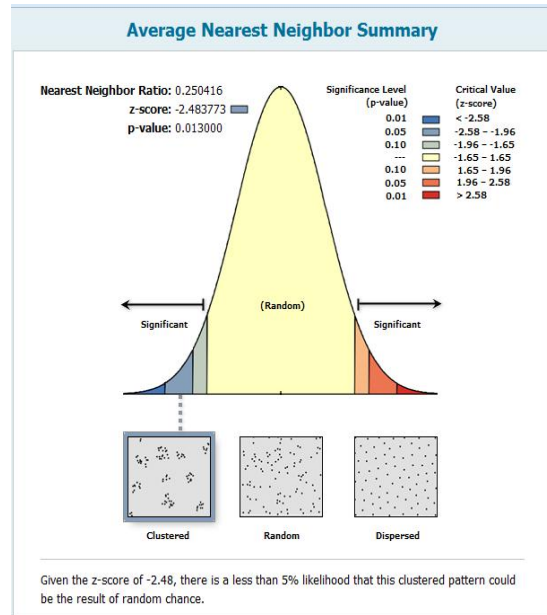 Average Nearest Neighbor Summary
Nearest Neighbor Ratio: 0.250416
z-score: -2.483773
p-value: 0.013000
Significance Level
(p-value)
Critical Value
(z-score)
0.01 < -2.58
0.05 -2.58 – -1.96
0.10 -1.96 – -1.65
--- -1.65 – 1.65
0.10 1.65 – 1.96
0.05 1.96 – 2.58
0.01 > 2.58
Significant
(Random)
Significant
Clustered
Random
Dispersed
Given the z-score of -2.48, there is a less than 5% likelihood that this clustered pattern could
be the result of random chance.